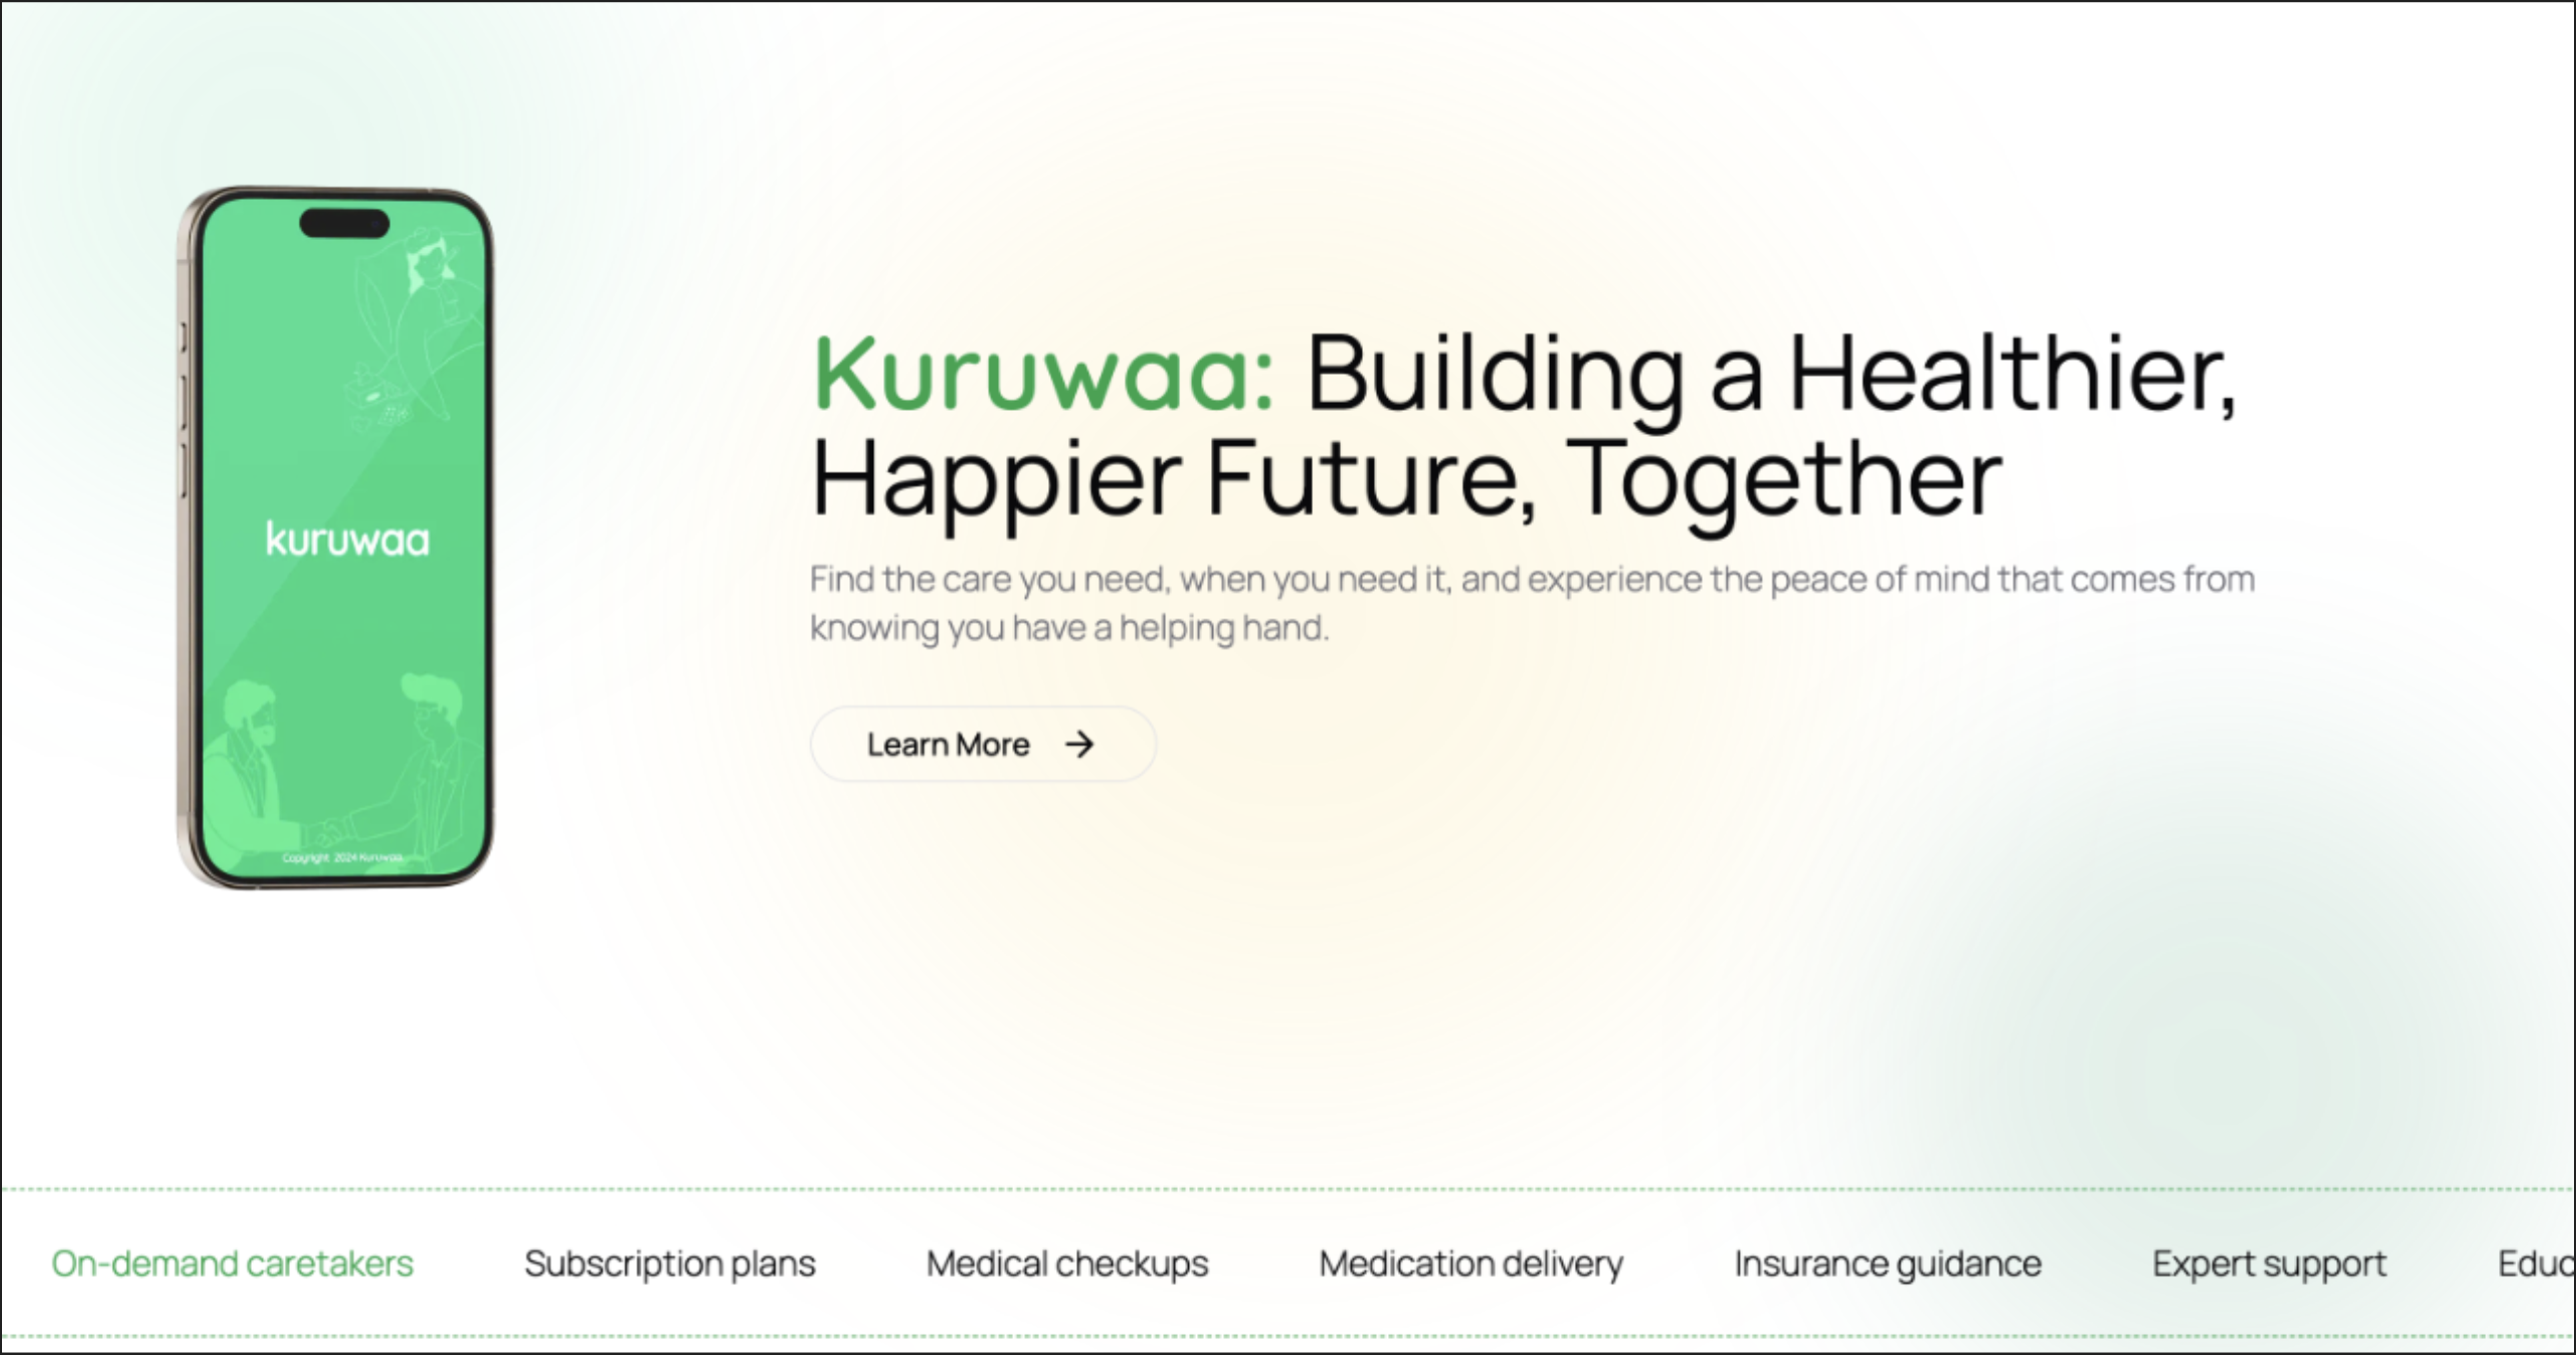 kuruwaa
Copyright 2024 Kuruwaa.
Kuruwaa: Building a Healthier,
Happier Future, Together
Find the care you need, when you need it, and experience the peace of mind that comes from
knowing you have a helping hand.
Learn More →
On-demand caretakers Subscription plans Medical checkups Medication delivery Insurance guidance Expert support Educ